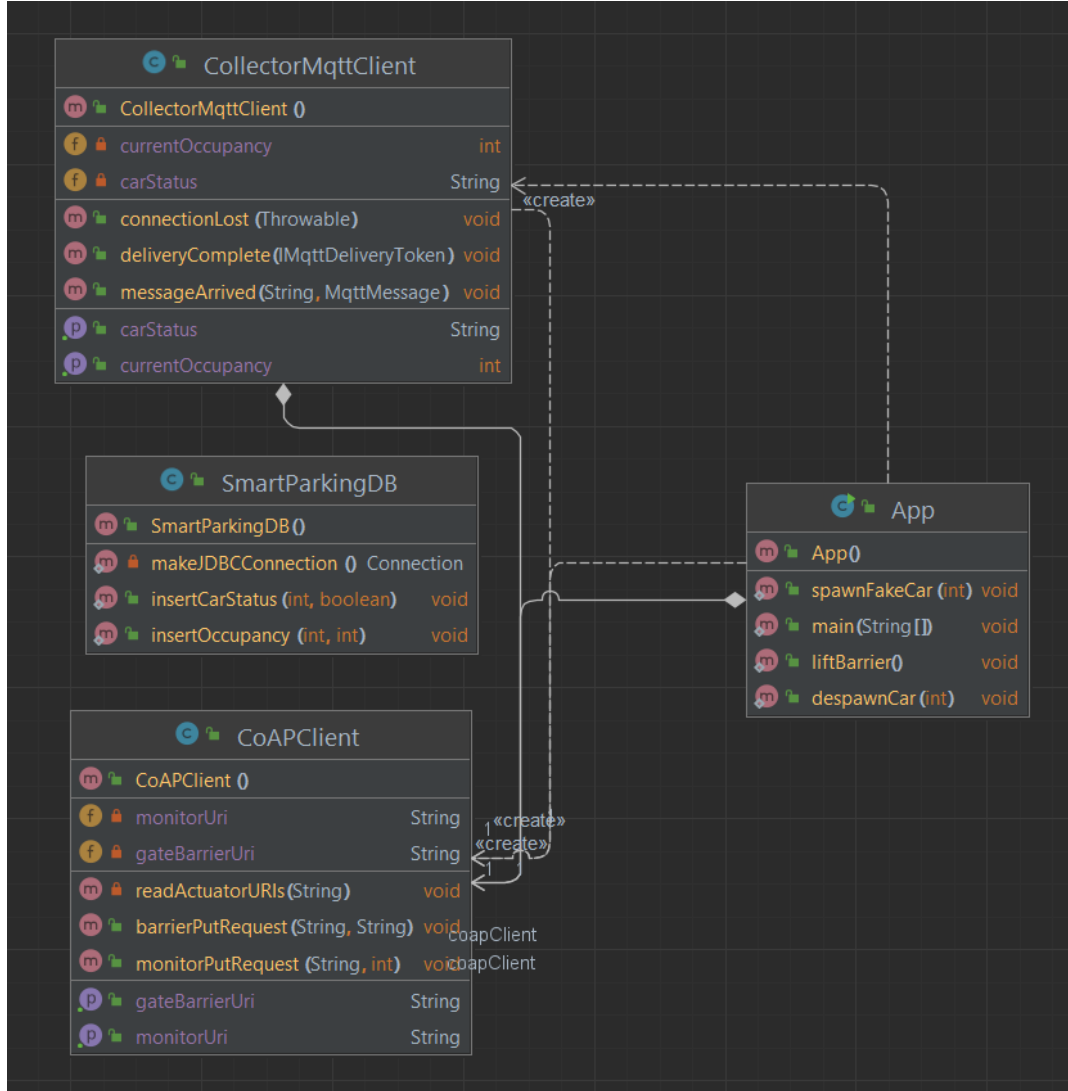 CollectorMqttClient
CollectorMqttClient ()
currentOccupancy int
carStatus String
«create»
connectionLost (Throwable) void
deliveryComplete(IMqttDeliveryToken) void
messageArrived(String, MqttMessage) void
carStatus String
currentOccupancy int
SmartParkingDB
SmartParkingDB()
makeJDBCConnection () Connection
insertCarStatus (int, boolean) void
insertOccupancy (int, int) void
App
App()
spawnFakeCar (int) void
main(String[]) void
liftBarrier() void
despawnCar(int) void
CoAPClient
CoAPClient ()
monitorUri String
1 «create»
gateBarrierUri String
«create»
1
readActuatorURIs(String) void
barrierPutRequest(String, String) void
coapClient
monitorPutRequest (String, int) void
coapClient
gateBarrierUri String
monitorUri String